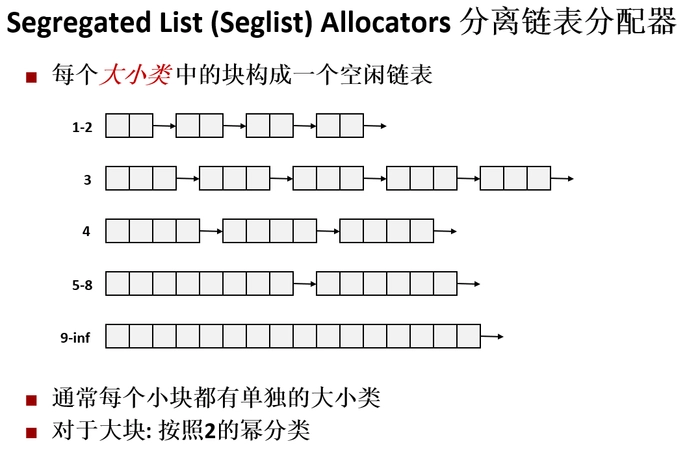 Segregated List (Seglist) Allocators 分离链表分配器
每个大小类中的块构成一个空闲链表
1-2
3
4
5-8
9-inf
通常每个小块都有单独的大小类
对于大块: 按照2的幂分类